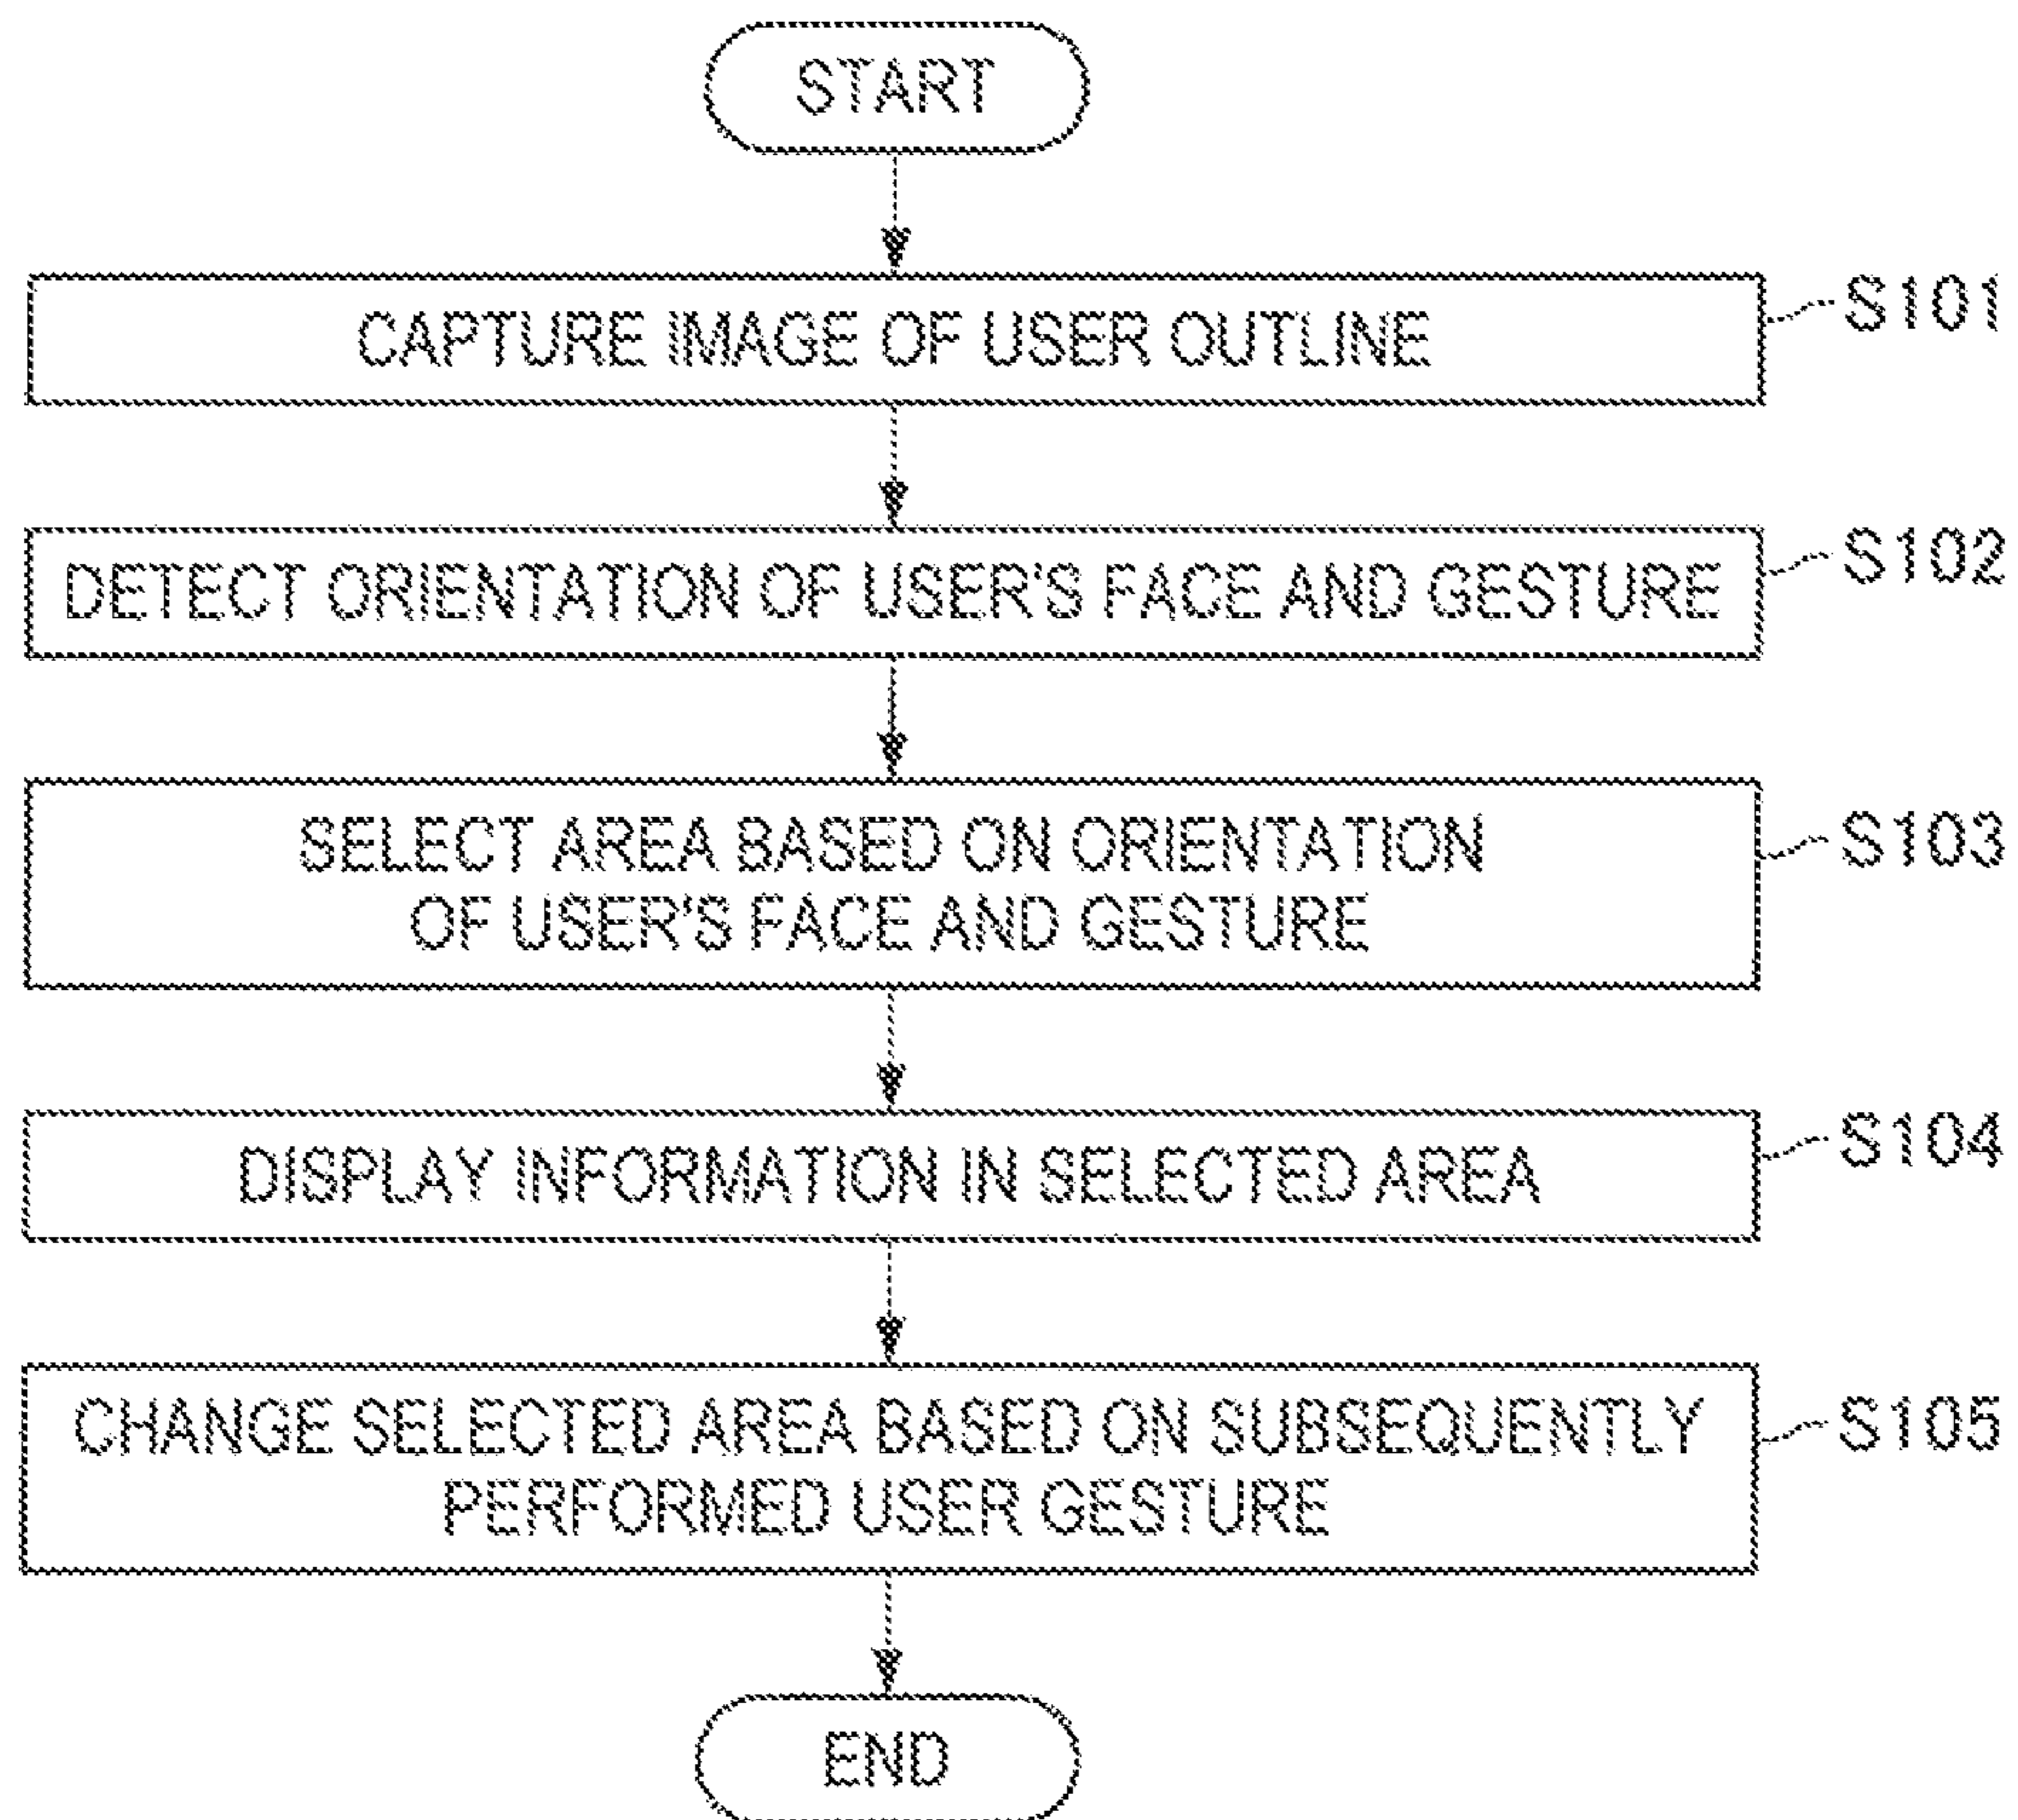 START
CAPTURE IMAGE OF USER OUTLINE
S101
DETECT ORIENTATION OF USER'S FACE AND GESTURE
S102
SELECT AREA BASED ON ORIENTATION
OF USER'S FACE AND GESTURE
S103
DISPLAY INFORMATION IN SELECTED AREA
S104
CHANGE SELECTED AREA BASED ON SUBSEQUENTLY
PERFORMED USER GESTURE
S105
END